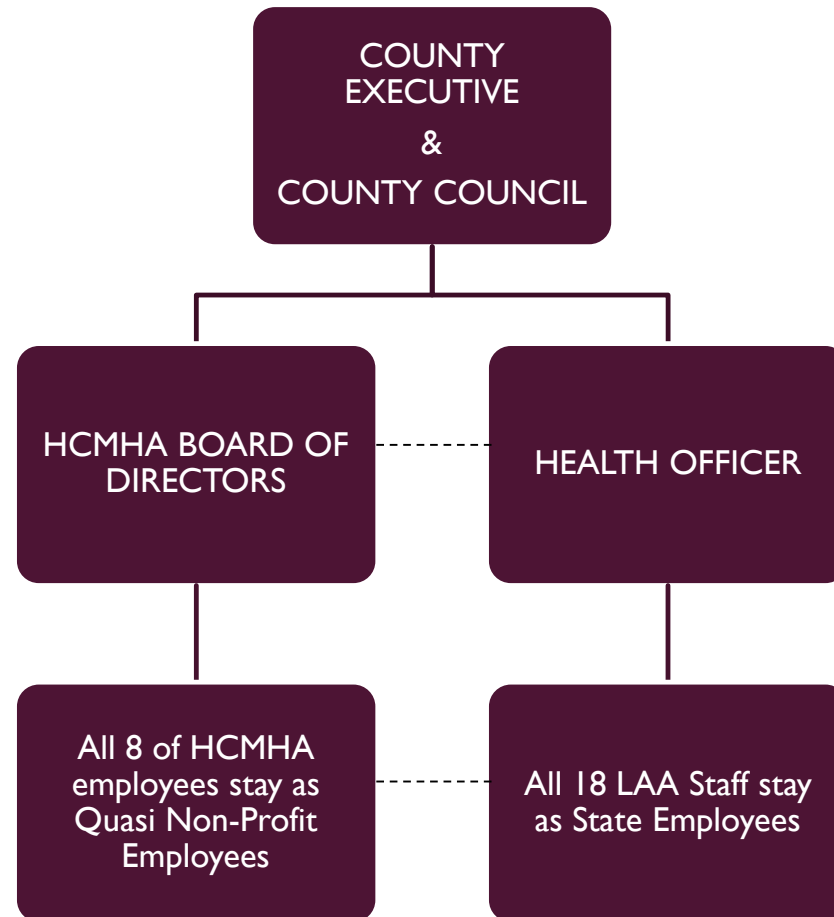 COUNTY
EXECUTIVE
&
COUNTY COUNCIL
HCMHA BOARD OF
DIRECTORS
HEALTH OFFICER
All 8 of HCMHA
employees stay as
Quasi Non-Profit
Employees
All 18 LAA Staff stay
as State Employees